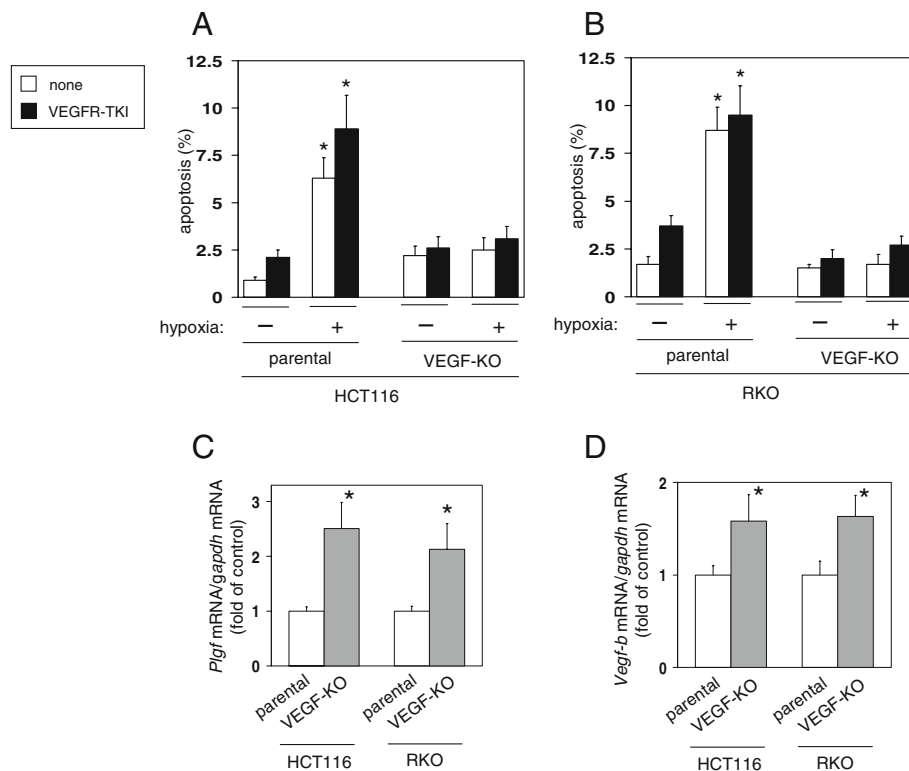 A
B
none
VEGFR-TKI
apoptosis (%)
12.5
10
7.5
5
2.5
0
*
*
hypoxia: − + − +
parental VEGF-KO
HCT116
apoptosis (%)
12.5
10
7.5
5
2.5
0
*
*
hypoxia: − + − +
parental VEGF-KO
RKO
C
Plgf mRNA/gapdh mRNA
(fold of control)
3
2
1
0
*
*
parental
VEGF-KO
parental
VEGF-KO
HCT116 RKO
D
Vegf-b mRNA/gapdh mRNA
(fold of control)
2
1
0
*
*
parental
VEGF-KO
parental
VEGF-KO
HCT116 RKO